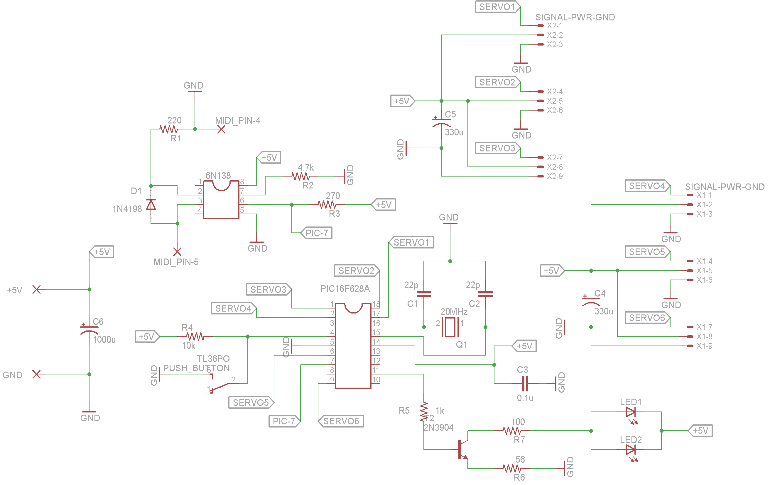 SERVO1
SIGNAL-PWR-GND
X2-1
X2-2
X2-3
GND
SERVO2
X2-4
+5V
X2-5
X2-6
C5
330u
GND
GND
SERVO3
X2-7
X2-8
X2-9
GND
220
R1
MIDI_PIN-4
6N138
+5V
4.7k
R2
GND
D1
1N4198
270
R3
+5V
PIC-7
GND
MIDI_PIN-5
SERVO4
SIGNAL-PWR-GND
X1-1
X1-2
X1-3
GND
SERVO5
X1-4
+5V
X1-5
X1-6
C4
330u
GND
GND
SERVO6
X1-7
X1-8
X1-9
+5V
+5V
C6
1000u
GND
GND
GND
SERVO1
SERVO2
SERVO3
PIC16F628A
SERVO4
22p
C1
22p
C2
20MHz
1
2
Q1
+5V
R4
10k
GND
TL36PO
PUSH_BUTTON
GND
SERVO5
PIC-7
SERVO6
+5V
C3
0.1u
GND
R5
1k
2N3904
100
R7
LED1
LED2
+5V
R6
GND